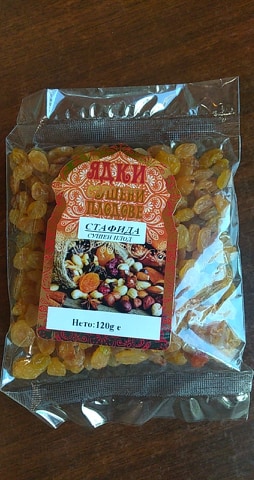 ЯДКИ
СУШЕНИ
ПЛОДОВЕ
СТАФИДА
СУШЕН ПЛОД
Нето:120g e